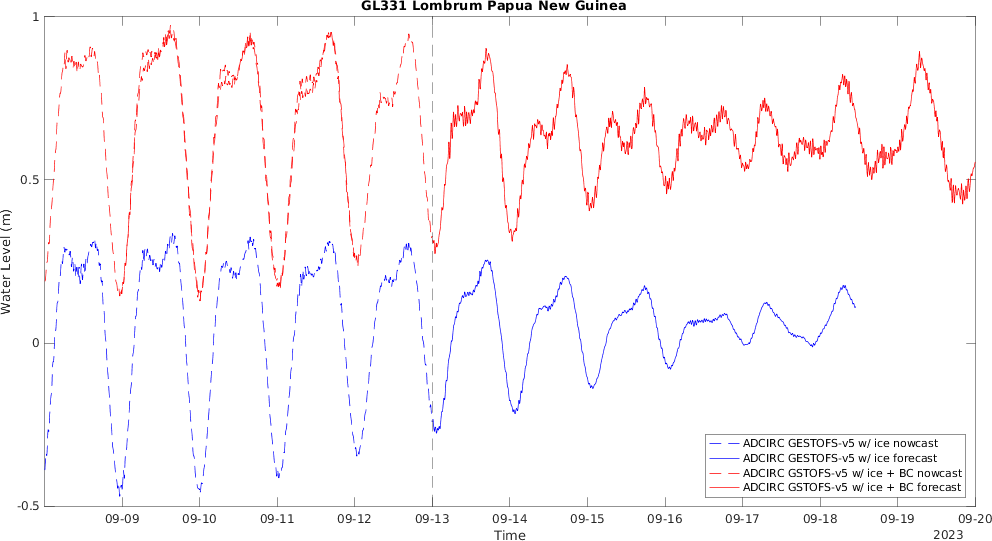 GL331 Lombrum Papua New Guinea
1
0.5
0
-0.5
Water Level (m)
ADCIRC GESTOFS-v5 w/ ice nowcast
ADCIRC GESTOFS-v5 w/ ice forecast
ADCIRC GSTOFS-v5 w/ ice + BC nowcast
ADCIRC GSTOFS-v5 w/ ice + BC forecast
09-09 09-10 09-11 09-12 09-13 09-14 09-15 09-16 09-17 09-18 09-19 09-20
Time
2023